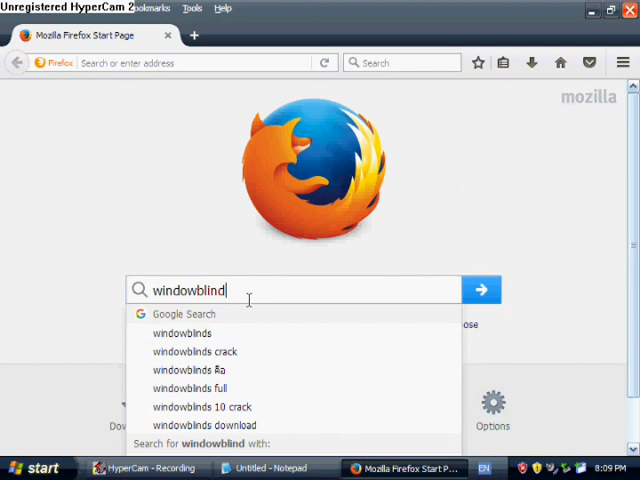 Unregistered HyperCam 2
okmarks Tools Help
Mozilla Firefox Start Page
Firefox Search or enter address
Search
mozilla
windowblind
ose
Google Search
windowblinds
windowblinds crack
windowblinds คือ
windowblinds full
windowblinds 10 crack
windowblinds download
Dov
Options
Search for windowblind with:
start
HyperCam - Recording
Untitled - Notepad
Mozilla Firefox Start P...
EN
8:09 PM